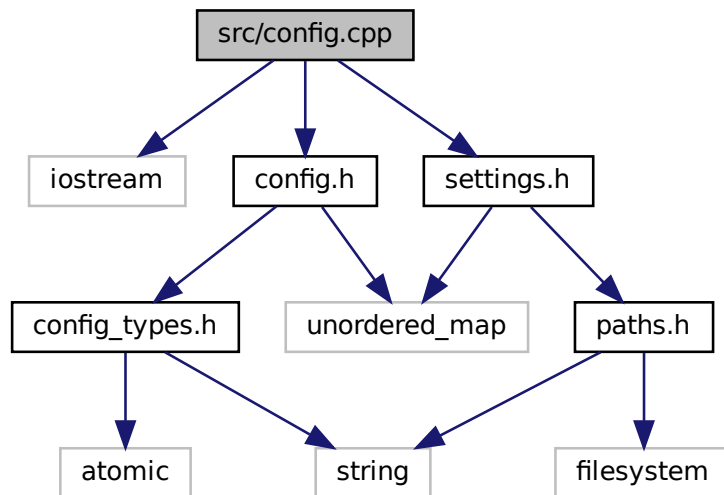 src/config.cpp
iostream
config.h
settings.h
config_types.h
unordered_map
paths.h
atomic
string
filesystem